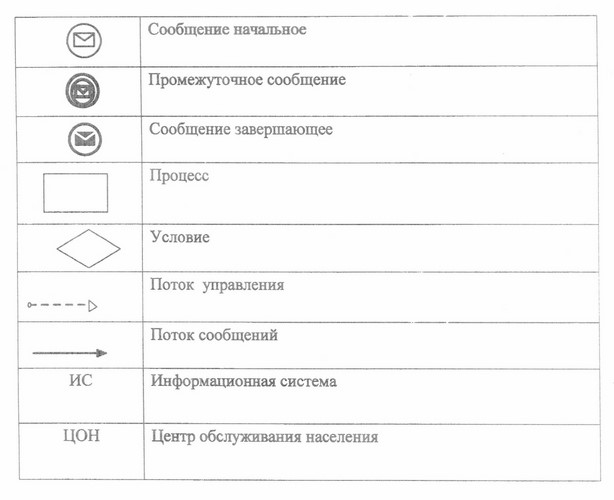 Сообщение начальное
Промежуточное сообщение
Сообщение завершающее
Процесс
Условие
Поток управления
Поток сообщений
ИС Информационная система
ЦОН Центр обслуживания населения